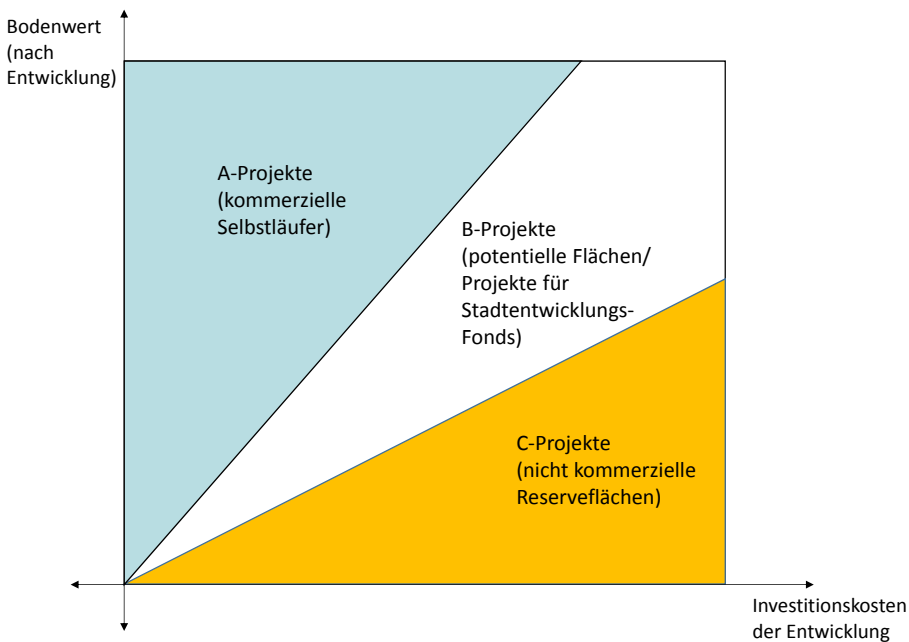 Bodenwert
(nach
Entwicklung)
A-Projekte
(kommerzielle
Selbstläufer)
B-Projekte
(potentielle Flächen/
Projekte für
Stadtentwicklungs-
Fonds)
C-Projekte
(nicht kommerzielle
Reserveflächen)
Investitionskosten
der Entwicklung